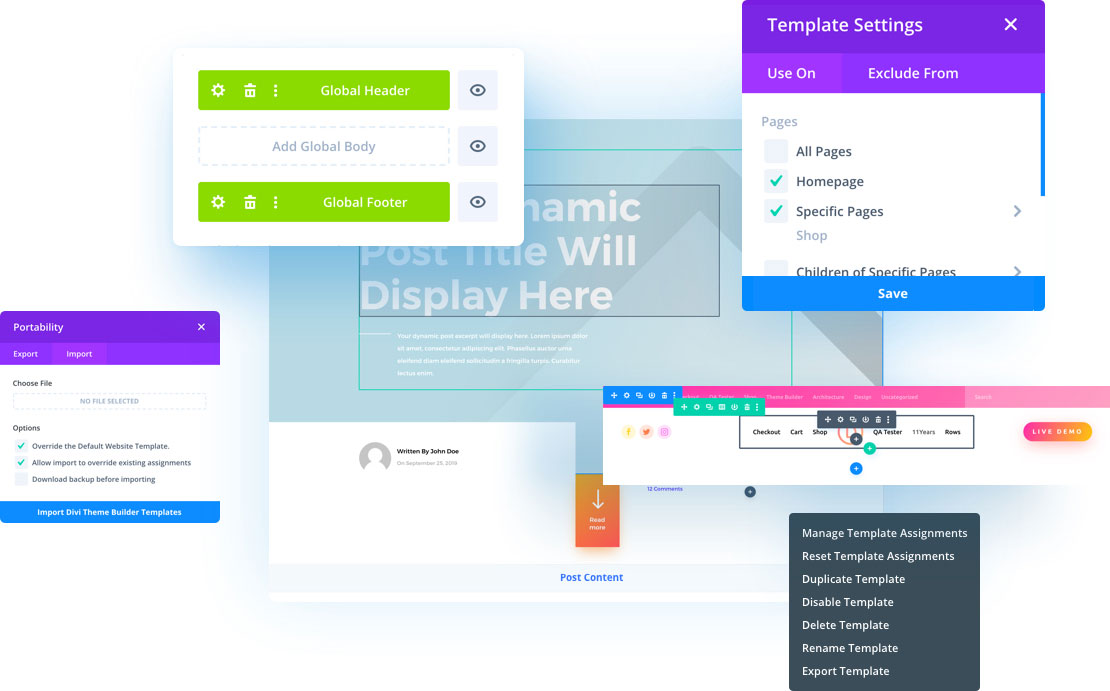 Template Settings
Use On
Exclude From
Pages
All Pages
Homepage
Specific Pages
Shop
Children of Specific Pages
Save
Global Header
Add Global Body
Global Footer
namic
Post Title Will
Display Here
Your dynamic post excerpt will display here. Lorem ipsum dolor
sit amet, consectetur adipiscing elit. Phasellus auctor urna
eleifend diam eleifend sollicitudin a fringilla turpis. Curabitur
lectus enim.
Portability
Export
Import
Choose File
NO FILE SELECTED
Options
Override the Default Website Template.
Allow import to override existing assignments
Download backup before importing
Import Divi Theme Builder Templates
QA Tester
Shop
Theme Builder
Architecture
Design
Uncategorized
Search
Checkout
Cart
Shop
QA Tester
11Years
Rows
LIVE DEMO
Written By John Doe
On September 25, 2019
12 Comments
Read
more
Post Content
Manage Template Assignments
Reset Template Assignments
Duplicate Template
Disable Template
Delete Template
Rename Template
Export Template